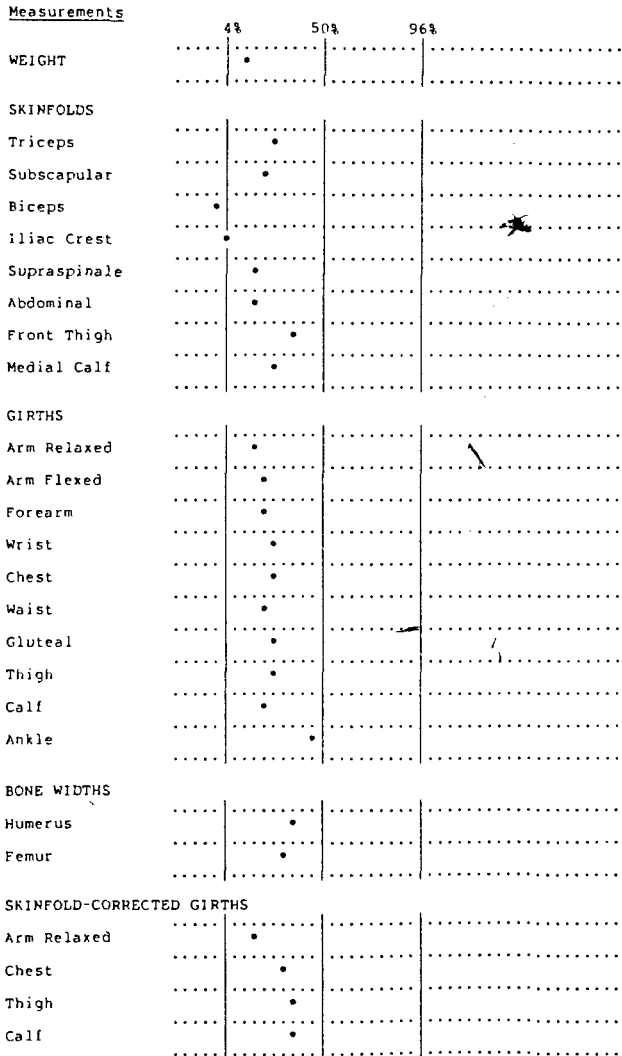 Measurements
4% 50% 96%
WEIGHT
SKINFOLDS
Triceps
Subscapular
Biceps
iliac Crest
Supraspinale
Abdominal
Front Thigh
Medial Calf
GIRTHS
Arm Relaxed
Arm Flexed
Forearm
Wrist
Chest
Waist
Gluteal
Thigh
Calf
Ankle
BONE WIDTHS
Humerus
Femur
SKINFOLD-CORRECTED GIRTHS
Arm Relaxed
Chest
Thigh
Calf